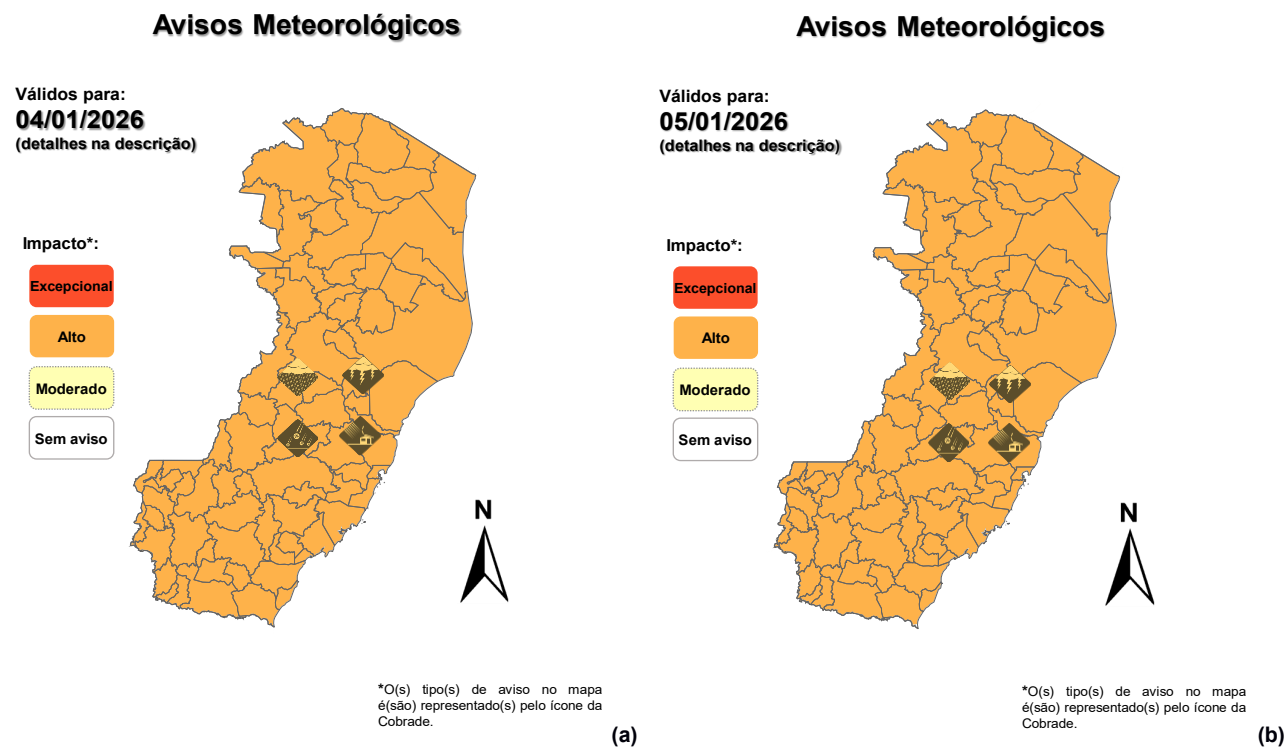 Avisos Meteorológicos
Válidos para:
04/01/2026
(detalhes na descrição)
Impacto*:
Excepcional
Alto
Moderado
Sem aviso
N
*O(s) tipo(s) de aviso no mapa
é(são) representado(s) pelo ícone da
Cobrade.
(a)
Avisos Meteorológicos
Válidos para:
05/01/2026
(detalhes na descrição)
Impacto*:
Excepcional
Alto
Moderado
Sem aviso
N
*O(s) tipo(s) de aviso no mapa
é(são) representado(s) pelo ícone da
Cobrade.
(b)